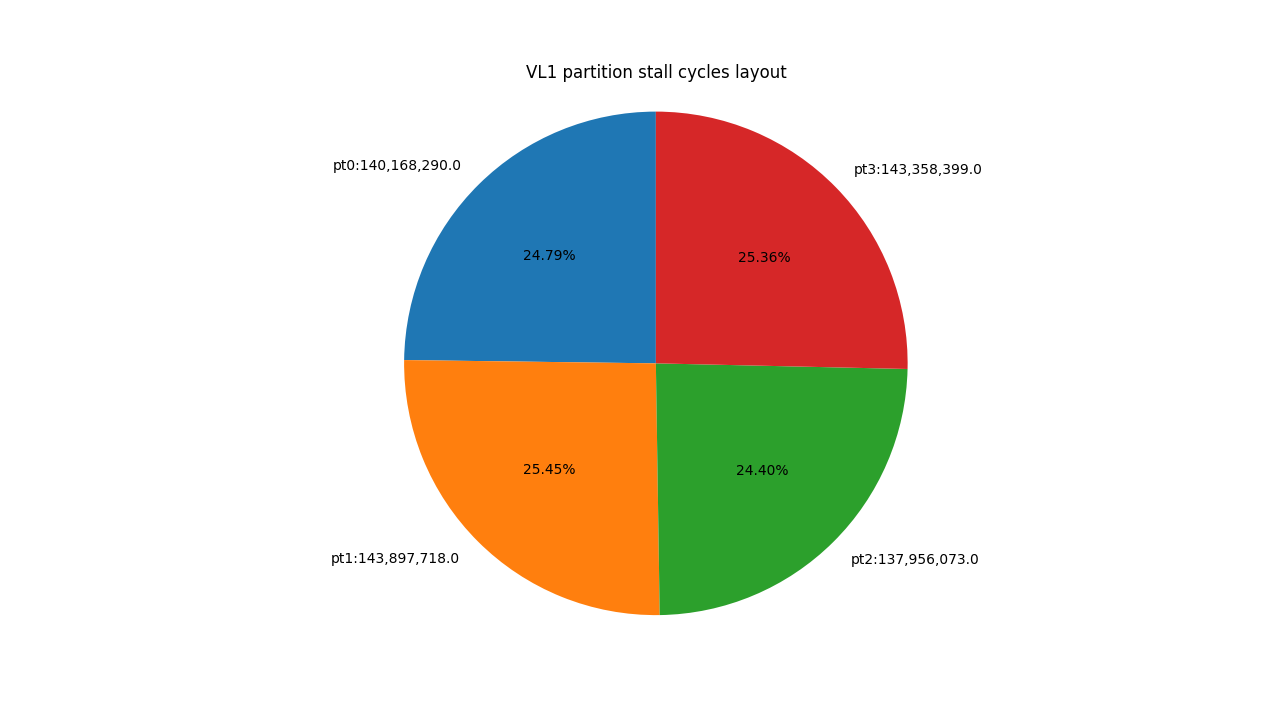 VL1 partition stall cycles layout
pt0:140,168,290.0
pt3:143,358,399.0
24.79%
25.36%
25.45%
24.40%
pt1:143,897,718.0
pt2:137,956,073.0